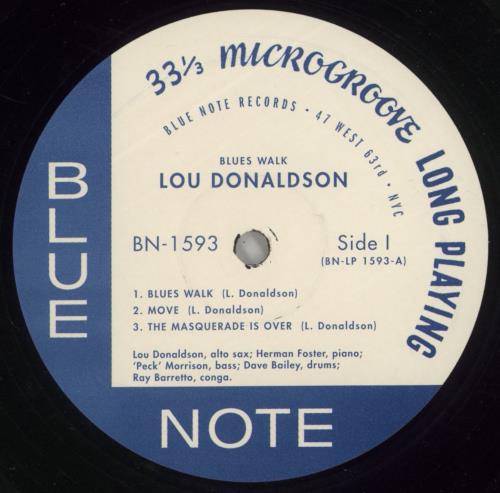 33⅓ MICROGROOVE LONG PLAYING
BLUE NOTE RECORDS • 47 WEST 63rd • NYC
BLUES WALK
LOU DONALDSON
BN-1593
Side I
(BN-LP 1593-A)
1. BLUES WALK (L. Donaldson)
2. MOVE (L. Donaldson)
3. THE MASQUERADE IS OVER (L. Donaldson)
Lou Donaldson, alto sax; Herman Foster, piano;
'Peck' Morrison, bass; Dave Bailey, drums;
Ray Barretto, conga.
BLUE
NOTE